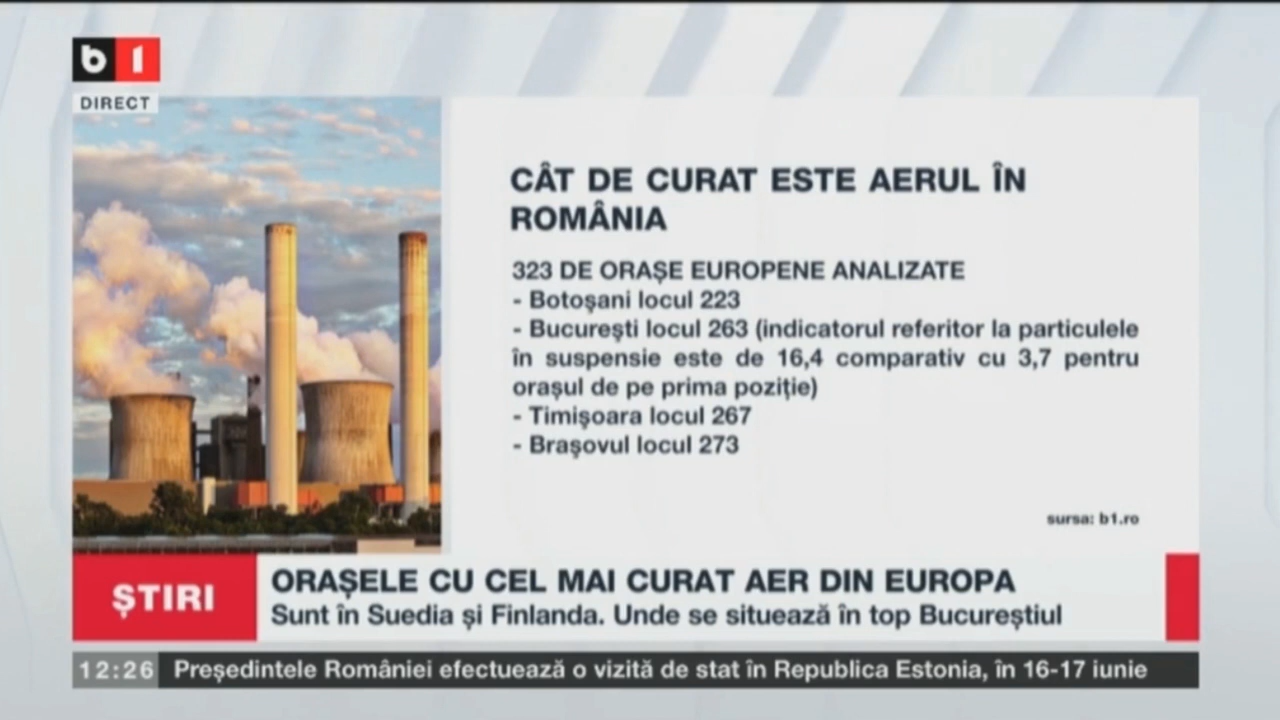 b1
DIRECT
CÂT DE CURAT ESTE AERUL ÎN
ROMÂNIA
323 DE ORAȘE EUROPENE ANALIZATE
- Botoșani locul 223
- București locul 263 (indicatorul referitor la particulele
în suspensie este de 16,4 comparativ cu 3,7 pentru
orașul de pe prima poziție)
- Timișoara locul 267
- Brașovul locul 273
sursa: b1.ro
ȘTIRI
ORAȘELE CU CEL MAI CURAT AER DIN EUROPA
Sunt în Suedia și Finlanda. Unde se situează în top Bucureștiul
12:26 Președintele României efectuează o vizită de stat în Republica Estonia, în 16-17 iunie